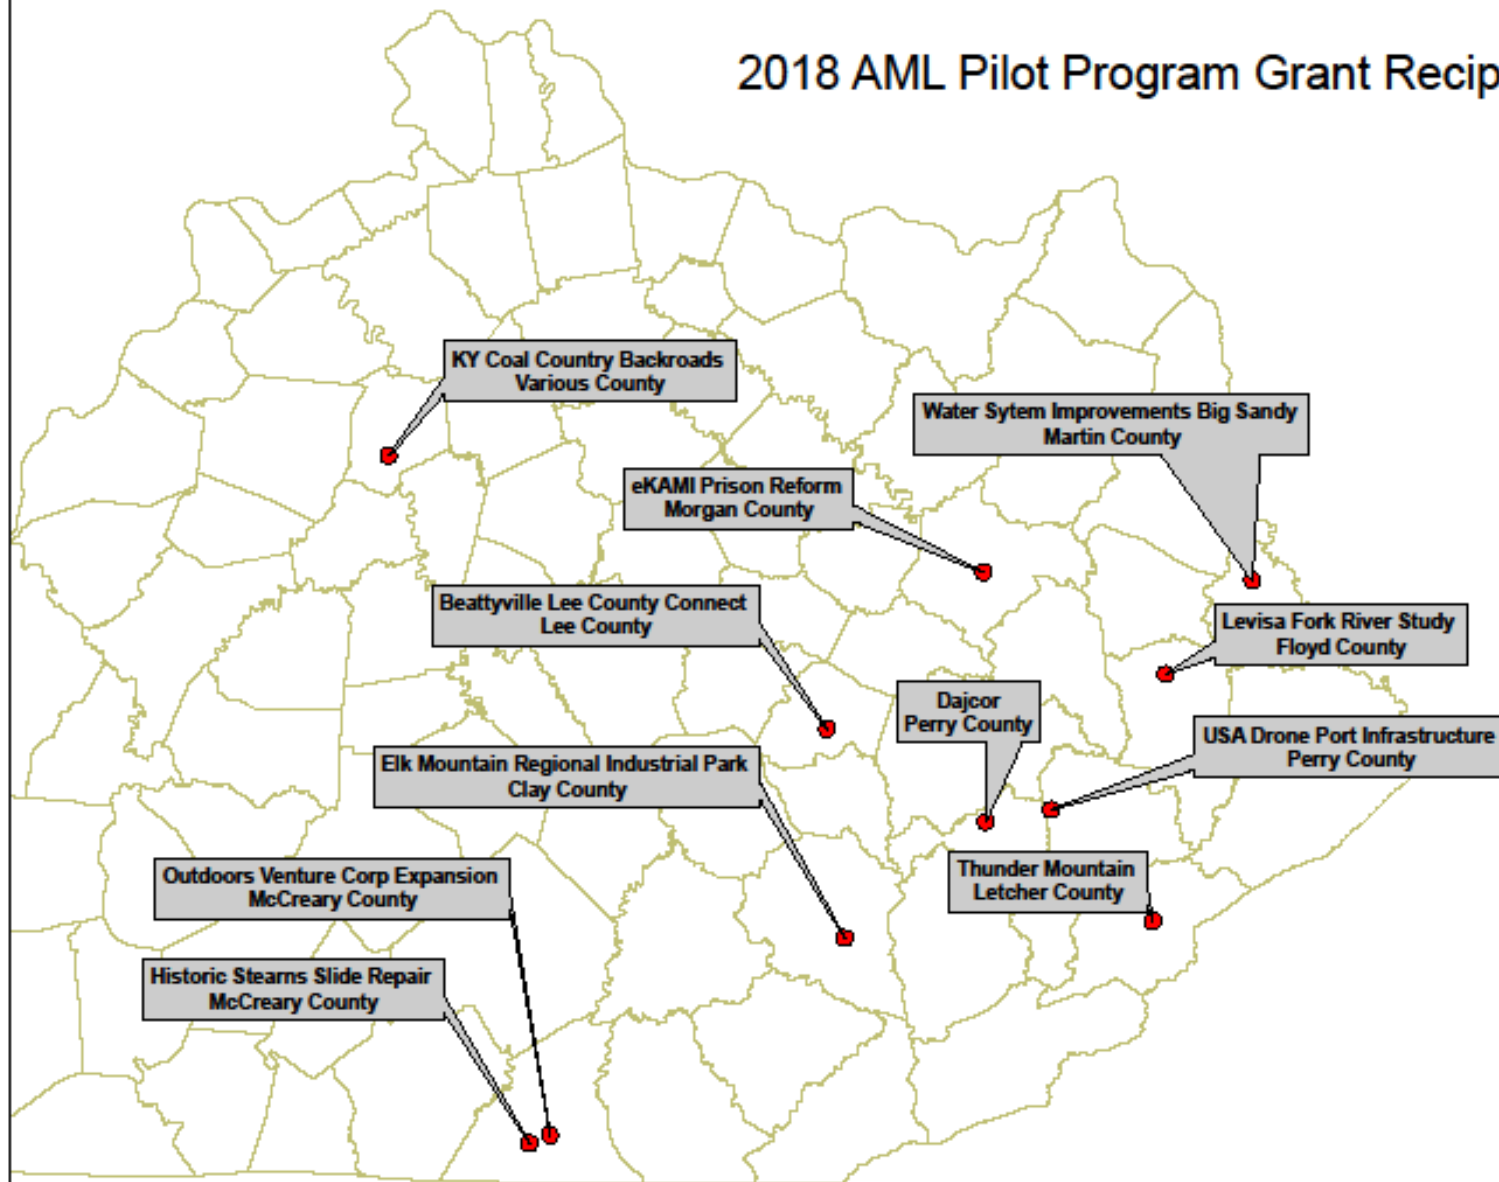 2018 AML Pilot Program Grant Recip
KY Coal Country Backroads
Various County
Water Sytem Improvements Big Sandy
Martin County
eKAMI Prison Reform
Morgan County
Beattyville Lee County Connect
Lee County
Levisa Fork River Study
Floyd County
Dajcor
Perry County
USA Drone Port Infrastructure
Perry County
Elk Mountain Regional Industrial Park
Clay County
Thunder Mountain
Letcher County
Outdoors Venture Corp Expansion
McCreary County
Historic Stearns Slide Repair
McCreary County